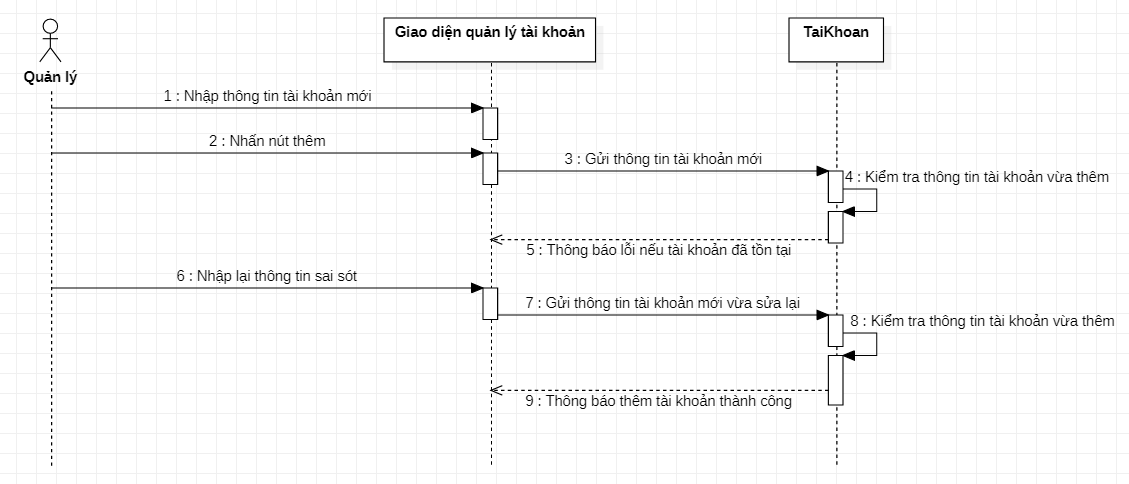 Giao diện quản lý tài khoản
TaiKhoan
Quản lý
1 : Nhập thông tin tài khoản mới
2 : Nhấn nút thêm
3 : Gửi thông tin tài khoản mới
4 : Kiểm tra thông tin tài khoản vừa thêm
5 : Thông báo lỗi nếu tài khoản đã tồn tại
6 : Nhập lại thông tin sai sót
7 : Gửi thông tin tài khoản mới vừa sửa lại
8 : Kiểm tra thông tin tài khoản vừa thêm
9 : Thông báo thêm tài khoản thành công